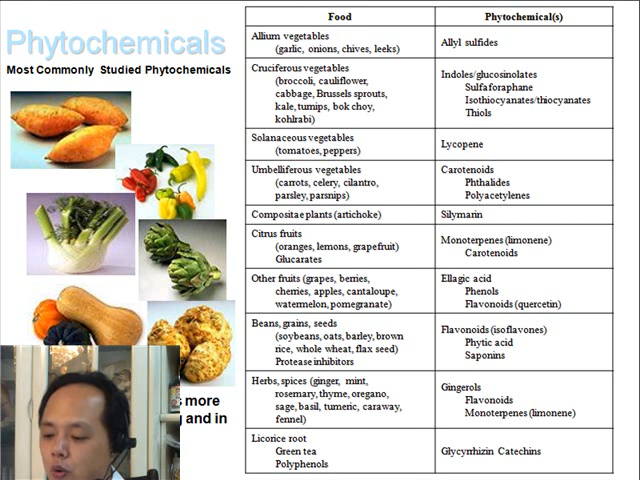 Phytochemicals
Most Commonly Studied Phytochemicals
s more
g and in
Food Phytochemical(s)
Allium vegetables
(garlic, onions, chives, leeks)
Allyl sulfides
Cruciferous vegetables
(broccoli, cauliflower,
cabbage, Brussels sprouts,
kale, turnips, bok choy,
kohlrabi)
Indoles/glucosinolates
Sulfaforaphane
Isothiocyanates/thiocyanates
Thiols
Solanaceous vegetables
(tomatoes, peppers)
Lycopene
Umbelliferous vegetables
(carrots, celery, cilantro,
parsley, parsnips)
Carotenoids
Phthalides
Polyacetylenes
Compositae plants (artichoke)
Silymarin
Citrus fruits
(oranges, lemons, grapefruit)
Glucarates
Monoterpenes (limonene)
Carotenoids
Other fruits (grapes, berries,
cherries, apples, cantaloupe,
watermelon, pomegranate)
Ellagic acid
Phenols
Flavonoids (quercetin)
Beans, grains, seeds
(soybeans, oats, barley, brown
rice, whole wheat, flax seed)
Protease inhibitors
Flavonoids (isoflavones)
Phytic acid
Saponins
Herbs, spices (ginger, mint,
rosemary, thyme, oregano,
sage, basil, tumeric, caraway,
fennel)
Gingerols
Flavonoids
Monoterpenes (limonene)
Licorice root
Green tea
Polyphenols
Glycyrrhizin Catechins